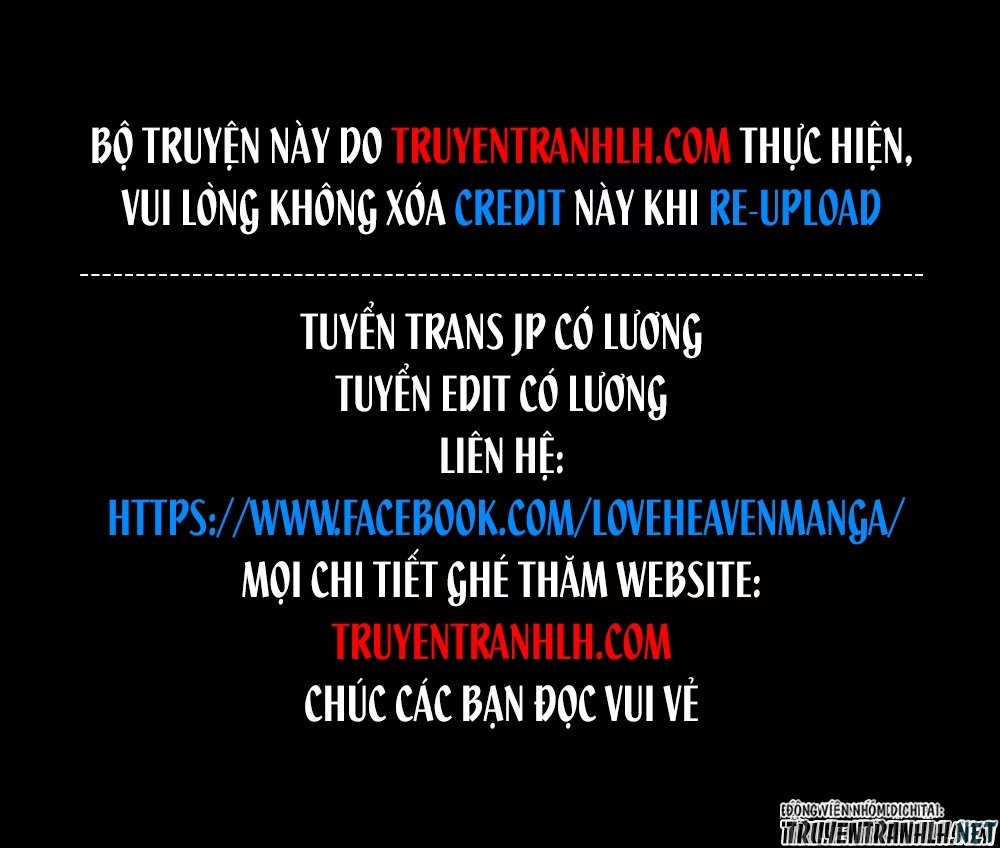 BỘ TRUYỆN NÀY DO TRUYENTRANHLH.COM THỰC HIỆN,
VUI LÒNG KHÔNG XÓA CREDIT NÀY KHI RE-UPLOAD
TUYỂN TRANS JP CÓ LƯƠNG
TUYỂN EDIT CÓ LƯƠNG
LIÊN HỆ:
HTTPS://WWW.FACEBOOK.COM/LOVEHEAVENMANGA/
MỌI CHI TIẾT GHÉ THĂM WEBSITE:
TRUYENTRANHLH.COM
CHÚC CÁC BẠN ĐỌC VUI VẺ
ĐỘNG VIÊN NHÓM DỊCH TẠI:
TRUYENTRANHLH.NET